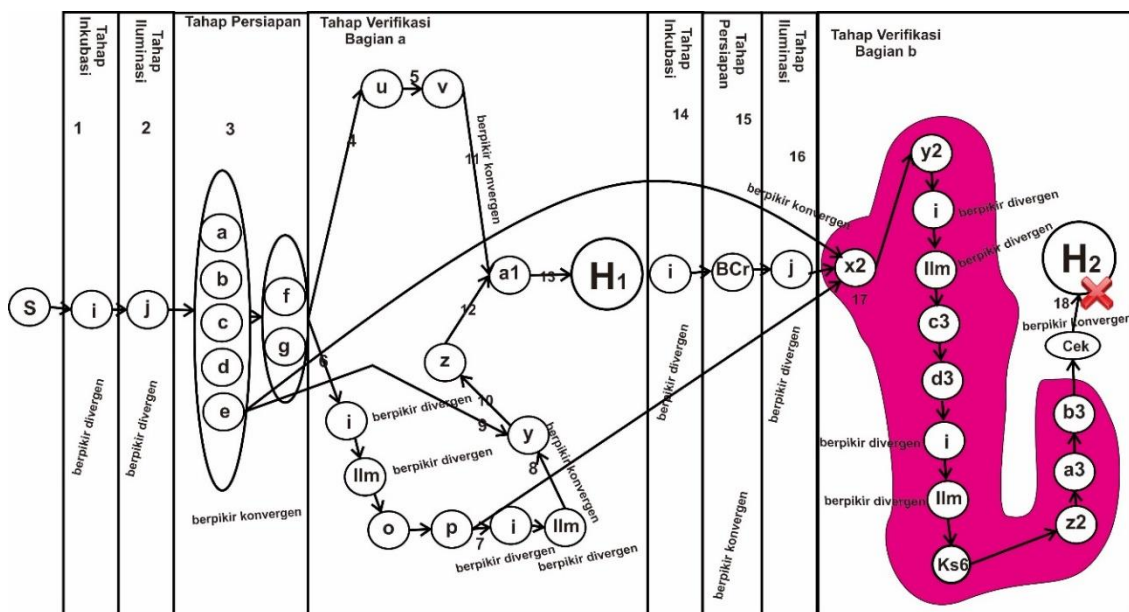 Tahap
Inkubasi
Tahap
Iluminasi
Tahap Persiapan
Tahap Verifikasi
Bagian a
Tahap
Inkubasi
Tahap
Persiapan
Tahap
Iluminasi
Tahap Verifikasi
Bagian b
1
2
3
4
u
5
v
11
berpikir konvergen
14
15
16
S
i
j
a
b
c
d
e
f
g
berpikir divergen
berpikir divergen
berpikir konvergen
6
i
berpikir divergen
IIm
berpikir divergen
o
p
7
i
IIm
berpikir divergen
berpikir divergen
8
berpikir konvergen
y
9
10
z
12
a1
13
H1
i
BCr
j
berpikir divergen
berpikir konvergen
berpikir divergen
berpikir konvergen
x2
17
y2
i
berpikir divergen
IIm
berpikir divergen
c3
d3
i
berpikir divergen
IIm
berpikir divergen
Ks6
z2
a3
b3
Cek
berpikir konvergen
18
H2